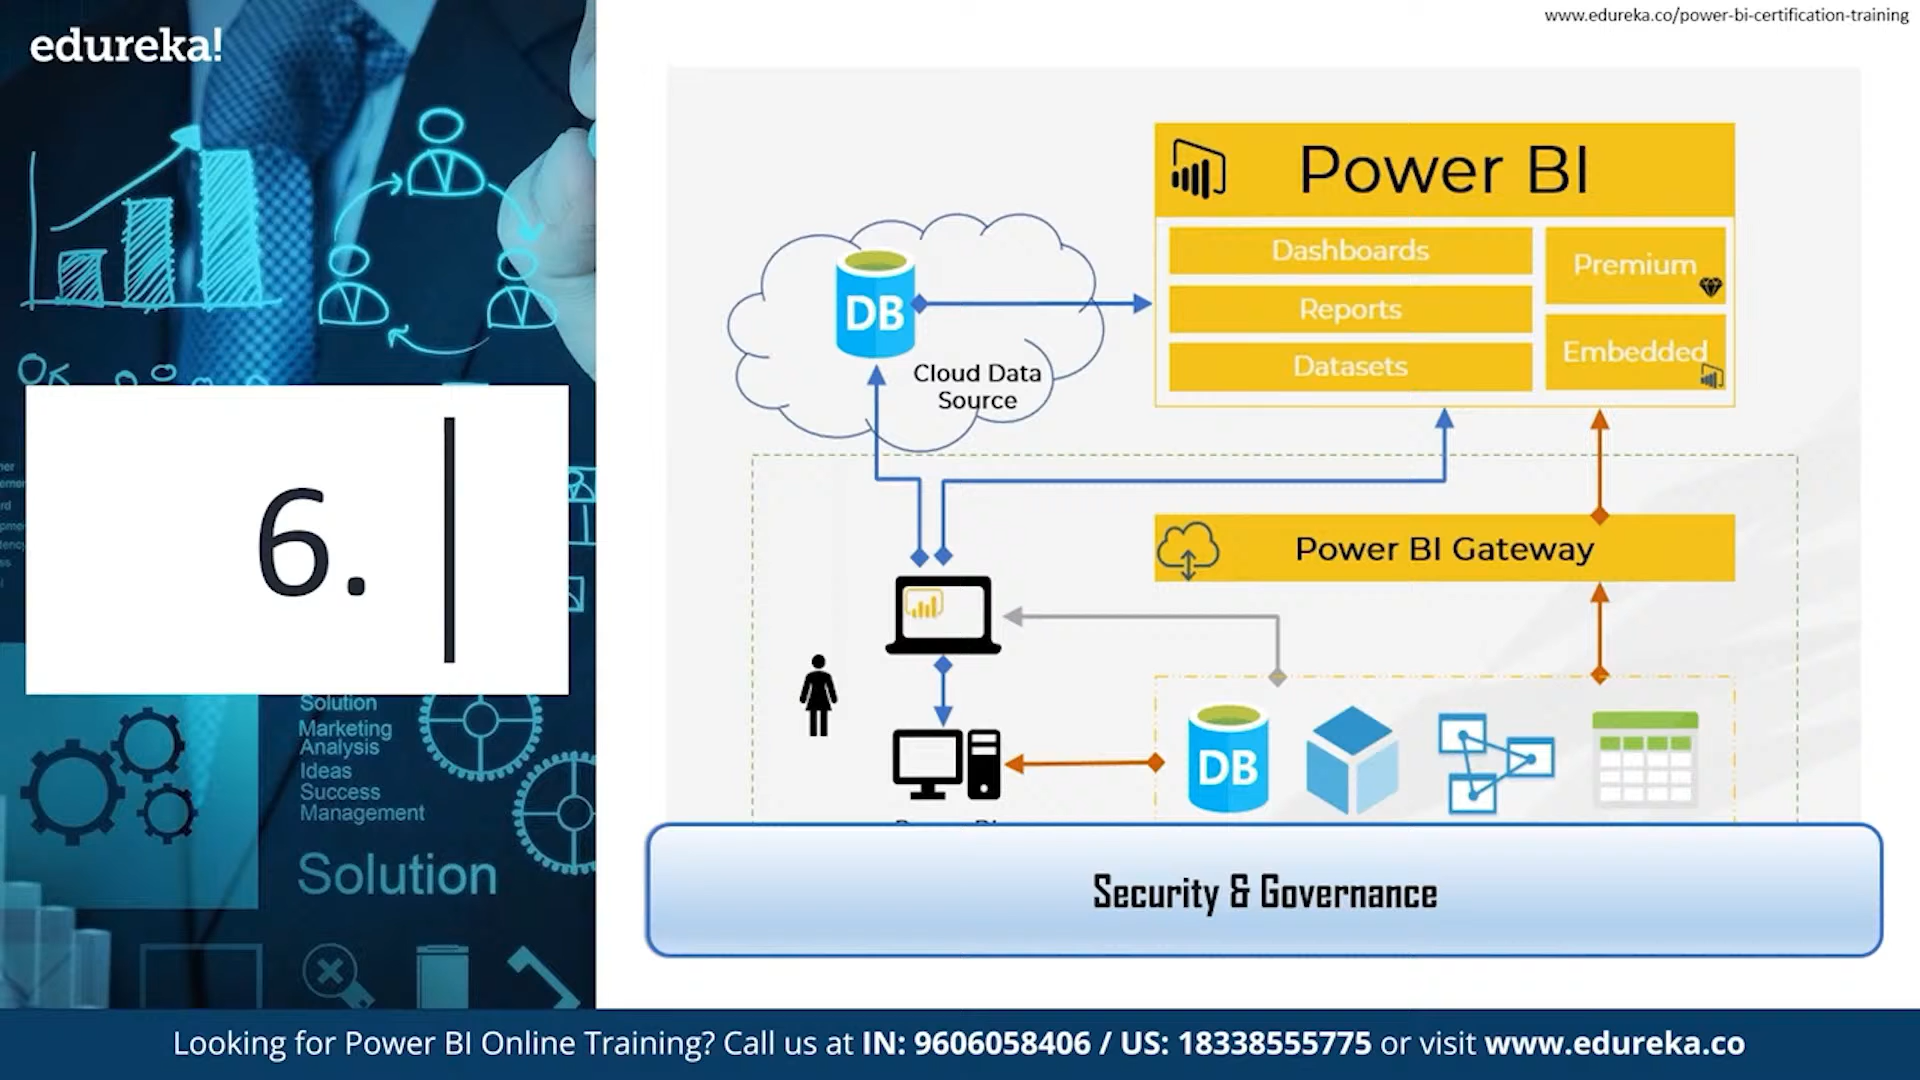 www.edureka.co/power-bi-certification-training
edureka!
6.
Solution
Marketing
Analysis
Ideas
Success
Management
Solution
Power BI
Dashboards
Reports
Datasets
Premium
Embedded
DB
Cloud Data
Source
Power BI Gateway
DB
Security & Governance
Looking for Power BI Online Training? Call us at IN: 9606058406 / US: 18338555775 or visit www.edureka.co